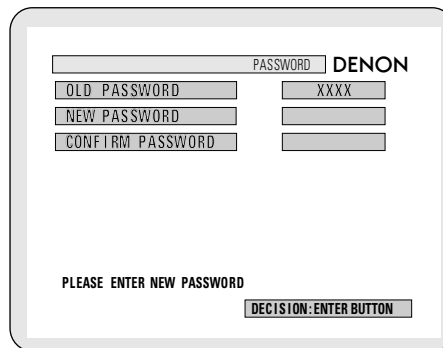 PASSWORD DENON
OLD PASSWORD XXXX
NEW PASSWORD
CONFIRM PASSWORD
PLEASE ENTER NEW PASSWORD
DECISION:ENTER BUTTON